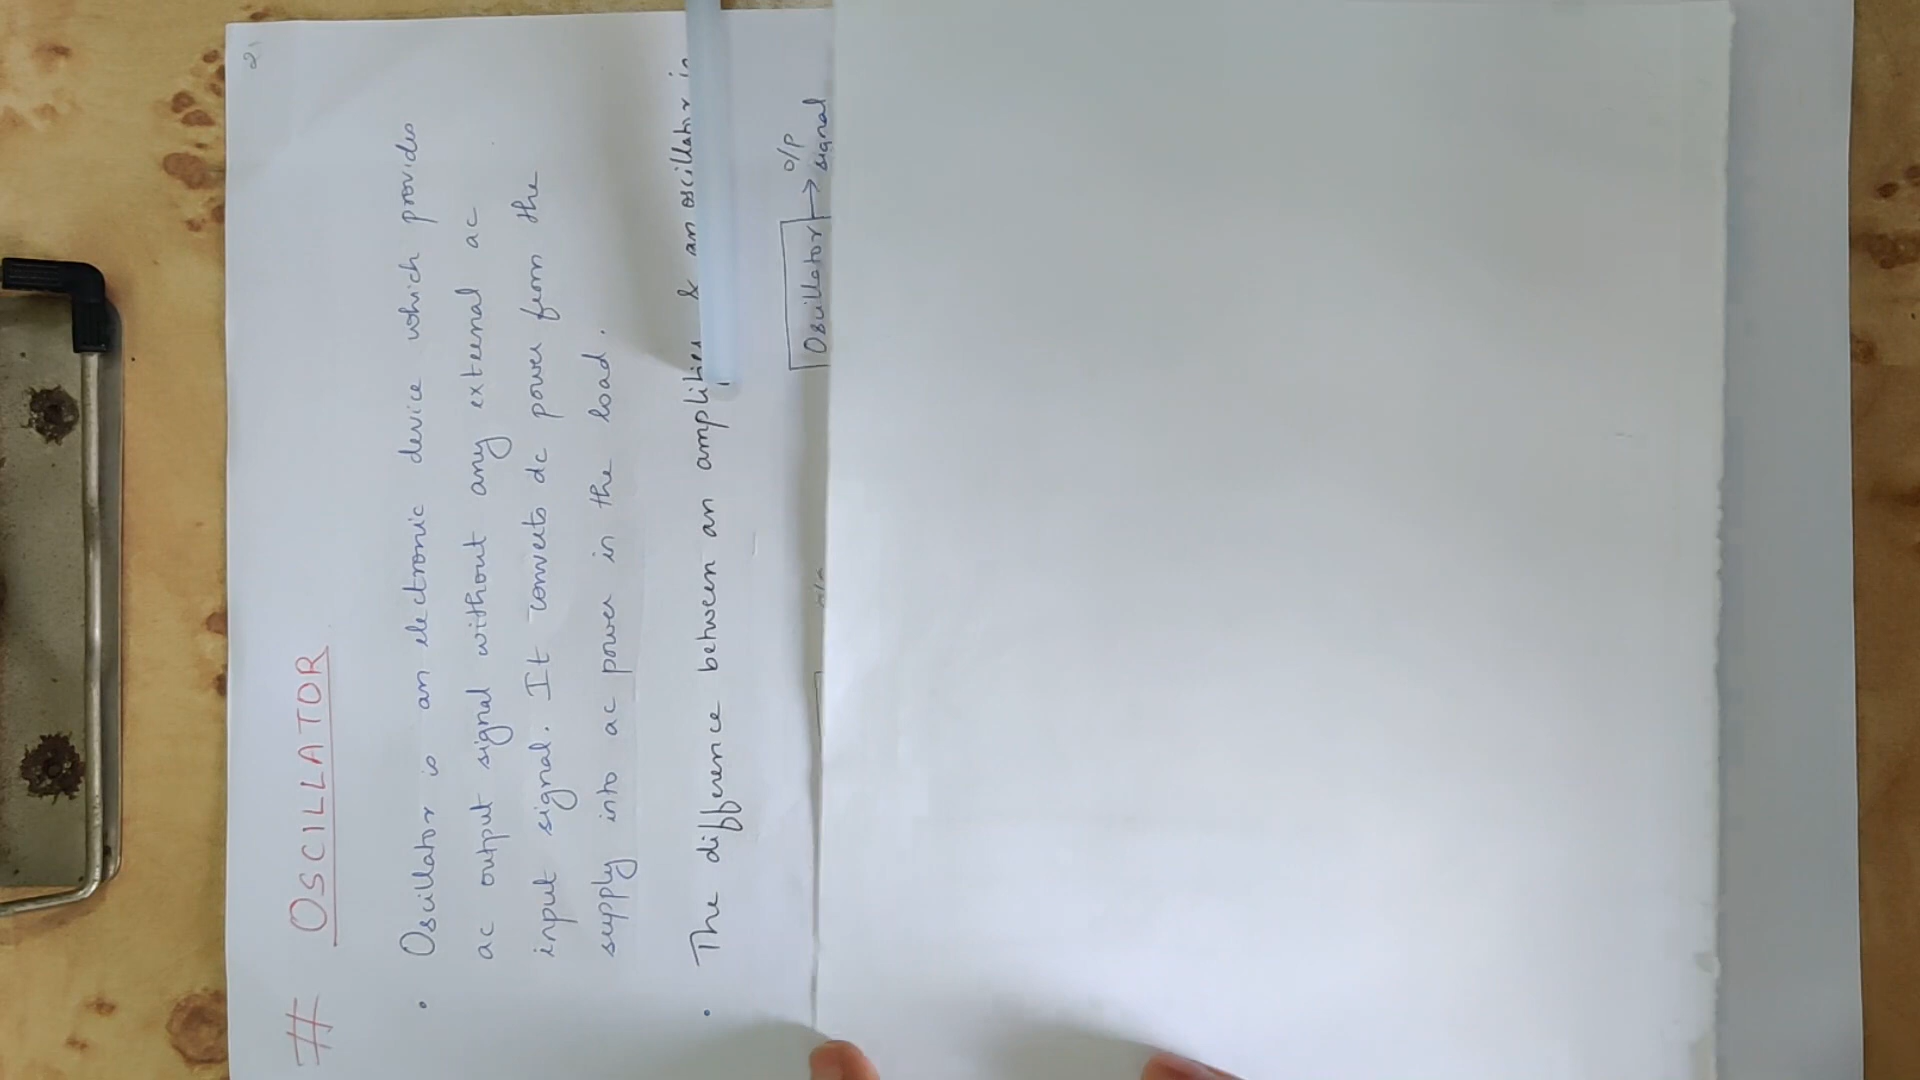 # OSCILLATOR
• Oscillator is an electronic device which provides
ac output signal without any external ac
input signal. It converts dc power from the
supply into ac power in the load.
• The difference between an amplifier & an oscillator is
Oscillator → O/P
signal